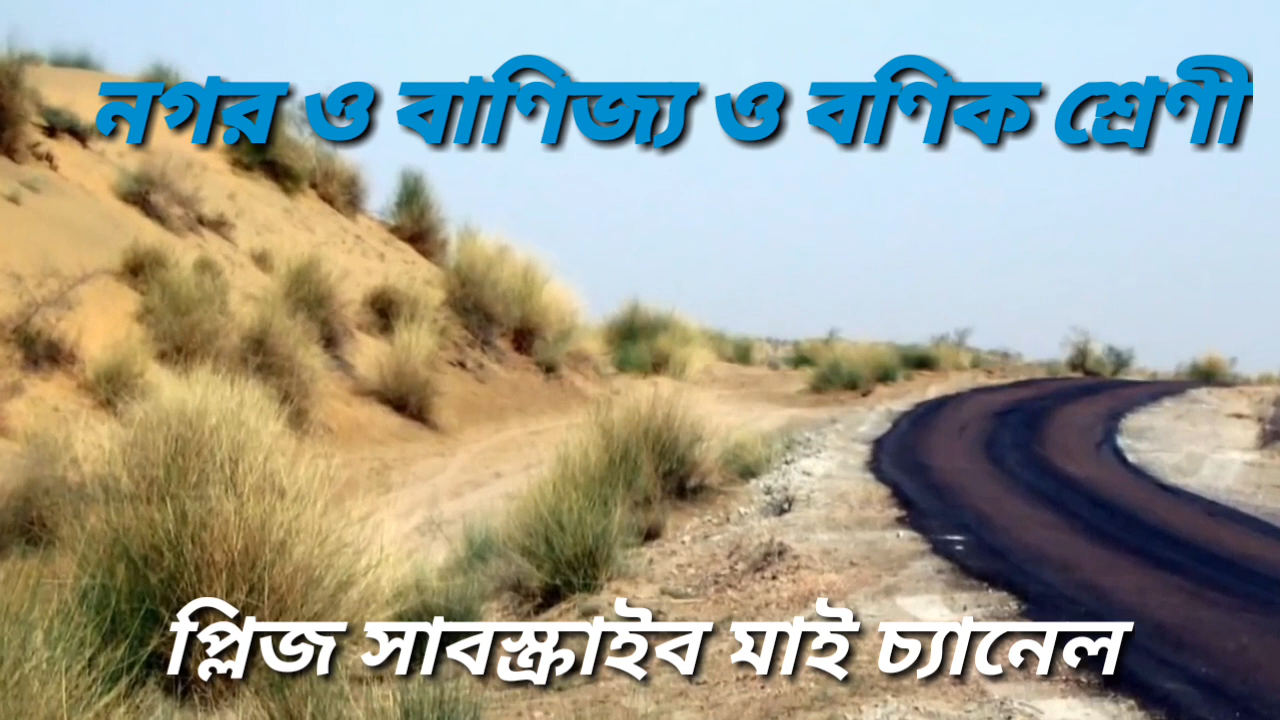 নগর ও বাণিজ্য ও বণিক শ্রেণী
প্লিজ সাবস্ক্রাইব মাই চ্যানেল